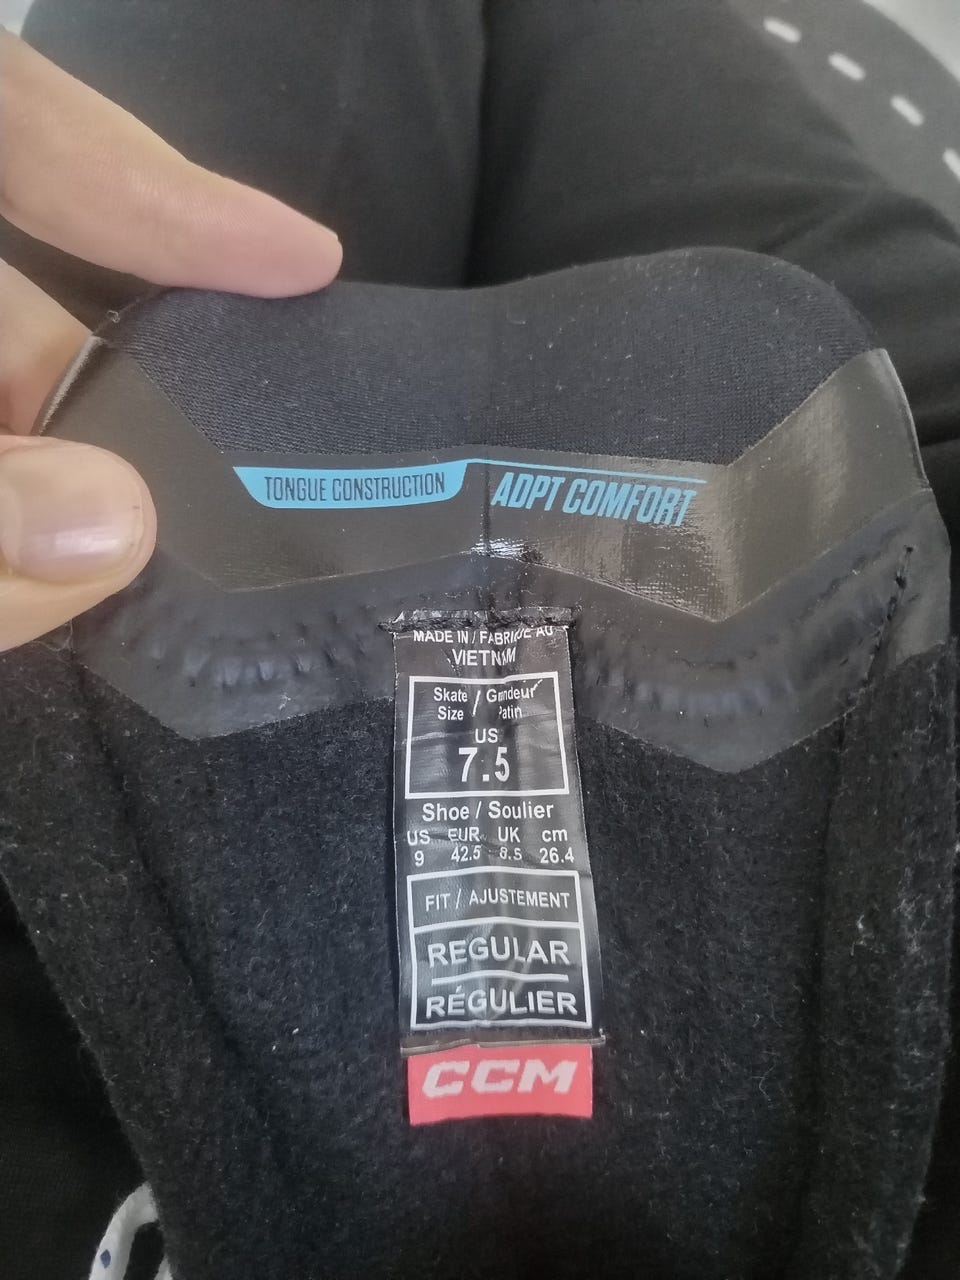 TONGUE CONSTRUCTION ADPT COMFORT
MADE IN / FABRIQUE AU
VIETNAM
Skate / Grandeur
Size / Patin
US
7.5
Shoe / Soulier
US EUR UK cm
9 42.5 8.5 26.4
FIT / AJUSTEMENT
REGULAR
RÉGULIER
CCM